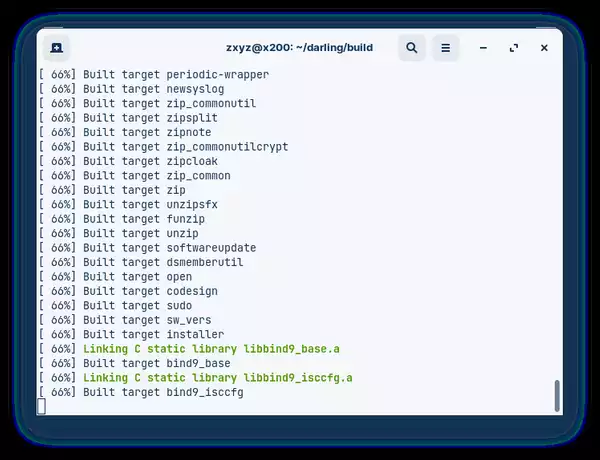 zxyz@x200: ~/darling/build
[ 66%] Built target periodic-wrapper
[ 66%] Built target newsyslog
[ 66%] Built target zip_commonutil
[ 66%] Built target zipsplit
[ 66%] Built target zipnote
[ 66%] Built target zip_commonutilcrypt
[ 66%] Built target zipcloak
[ 66%] Built target zip_common
[ 66%] Built target zip
[ 66%] Built target unzipsfx
[ 66%] Built target funzip
[ 66%] Built target unzip
[ 66%] Built target softwareupdate
[ 66%] Built target dsmemberutil
[ 66%] Built target open
[ 66%] Built target codesign
[ 66%] Built target sudo
[ 66%] Built target sw_vers
[ 66%] Built target installer
[ 66%] Linking C static library libbind9_base.a
[ 66%] Built target bind9_base
[ 66%] Linking C static library libbind9_isccfg.a
[ 66%] Built target bind9_isccfg